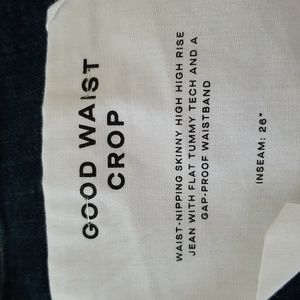 GOOD WAIST
CROP
WAIST-NIPPING SKINNY HIGH HIGH RISE
JEAN WITH FLAT TUMMY TECH AND A
GAP-PROOF WAISTBAND
INSEAM: 26"